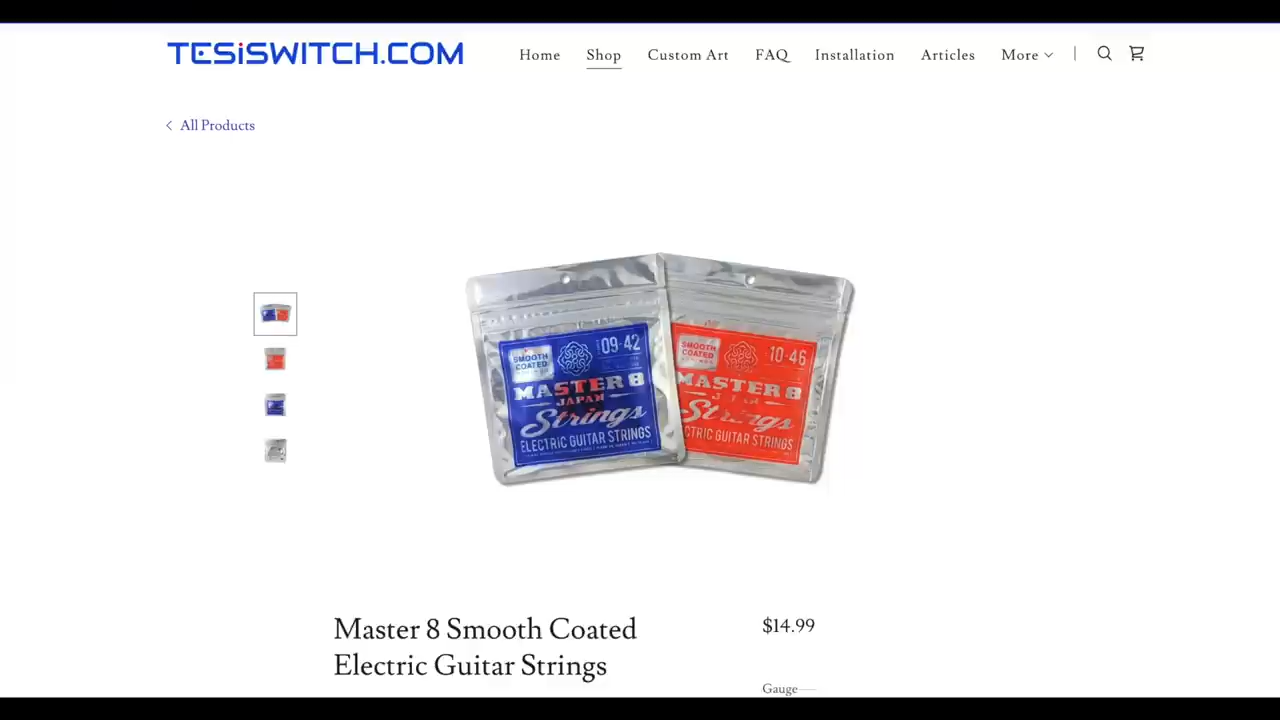 TESiSWITCH.COM
Home Shop Custom Art FAQ Installation Articles More
All Products
SMOOTH
COATED
09-42
MASTER 8
JAPAN
Strings
ELECTRIC GUITAR STRINGS
SMOOTH
COATED
10-46
MASTER 8
Strings
CTRIC GUITAR STRINGS
Master 8 Smooth Coated
Electric Guitar Strings
$14.99
Gauge